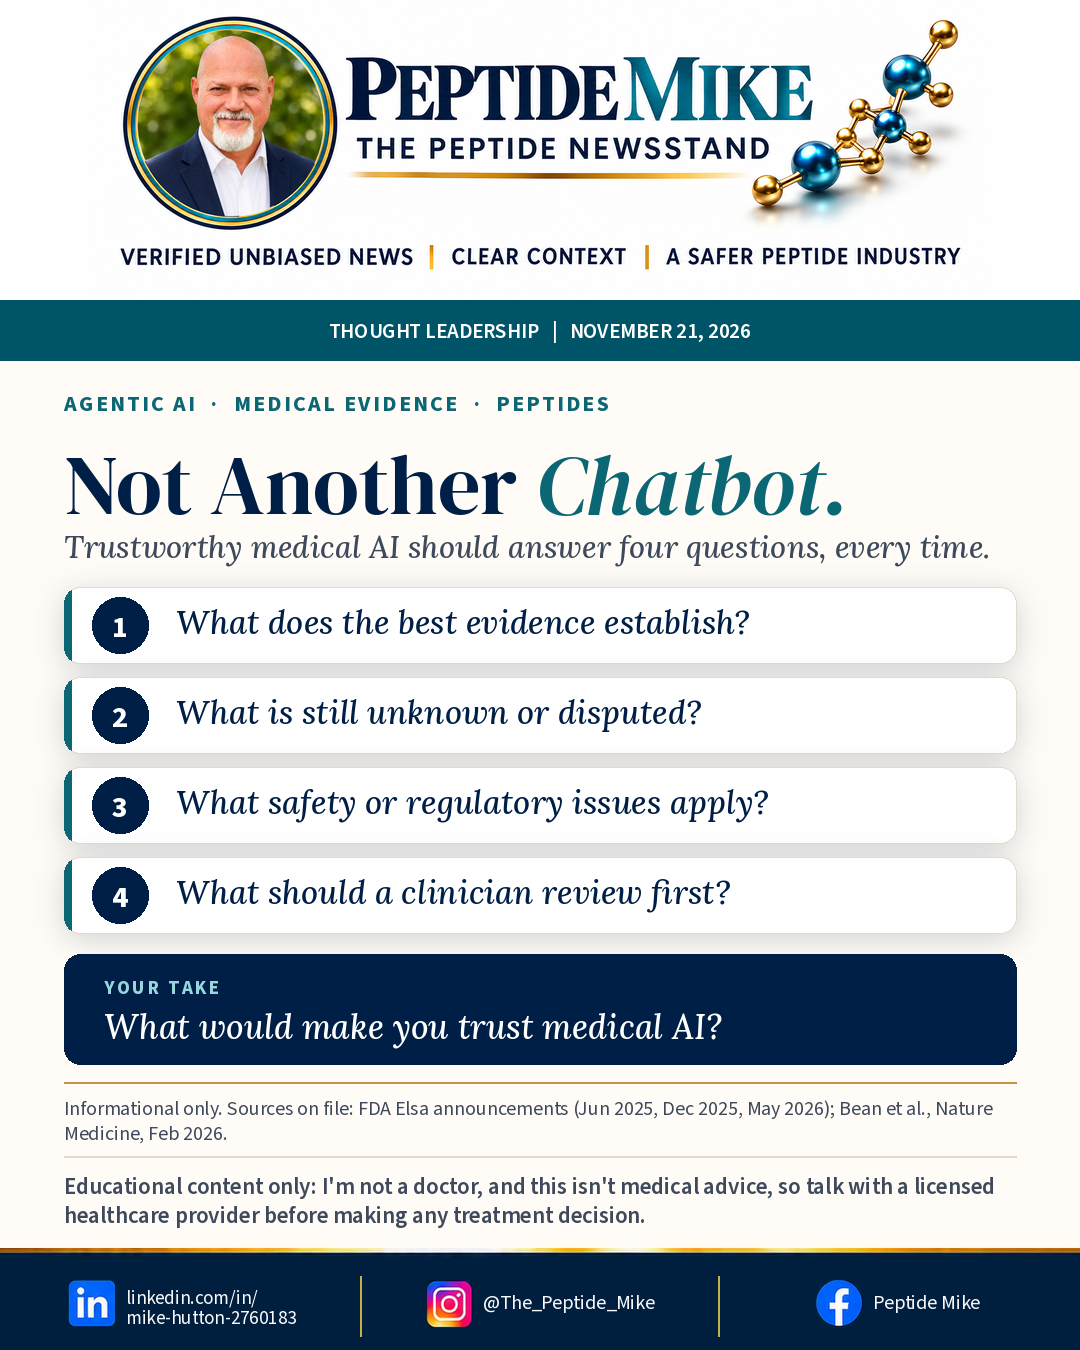 PEPTIDEMIKE
THE PEPTIDE NEWSSTAND
VERIFIED UNBIASED NEWS | CLEAR CONTEXT | A SAFER PEPTIDE INDUSTRY
THOUGHT LEADERSHIP | NOVEMBER 21, 2026
AGENTIC AI · MEDICAL EVIDENCE · PEPTIDES
Not Another Chatbot.
Trustworthy medical AI should answer four questions, every time.
1 What does the best evidence establish?
2 What is still unknown or disputed?
3 What safety or regulatory issues apply?
4 What should a clinician review first?
YOUR TAKE
What would make you trust medical AI?
Informational only. Sources on file: FDA Elsa announcements (Jun 2025, Dec 2025, May 2026); Bean et al., Nature
Medicine, Feb 2026.
Educational content only: I'm not a doctor, and this isn't medical advice, so talk with a licensed
healthcare provider before making any treatment decision.
in linkedin.com/in/
mike-hutton-2760183
@The_Peptide_Mike
f Peptide Mike